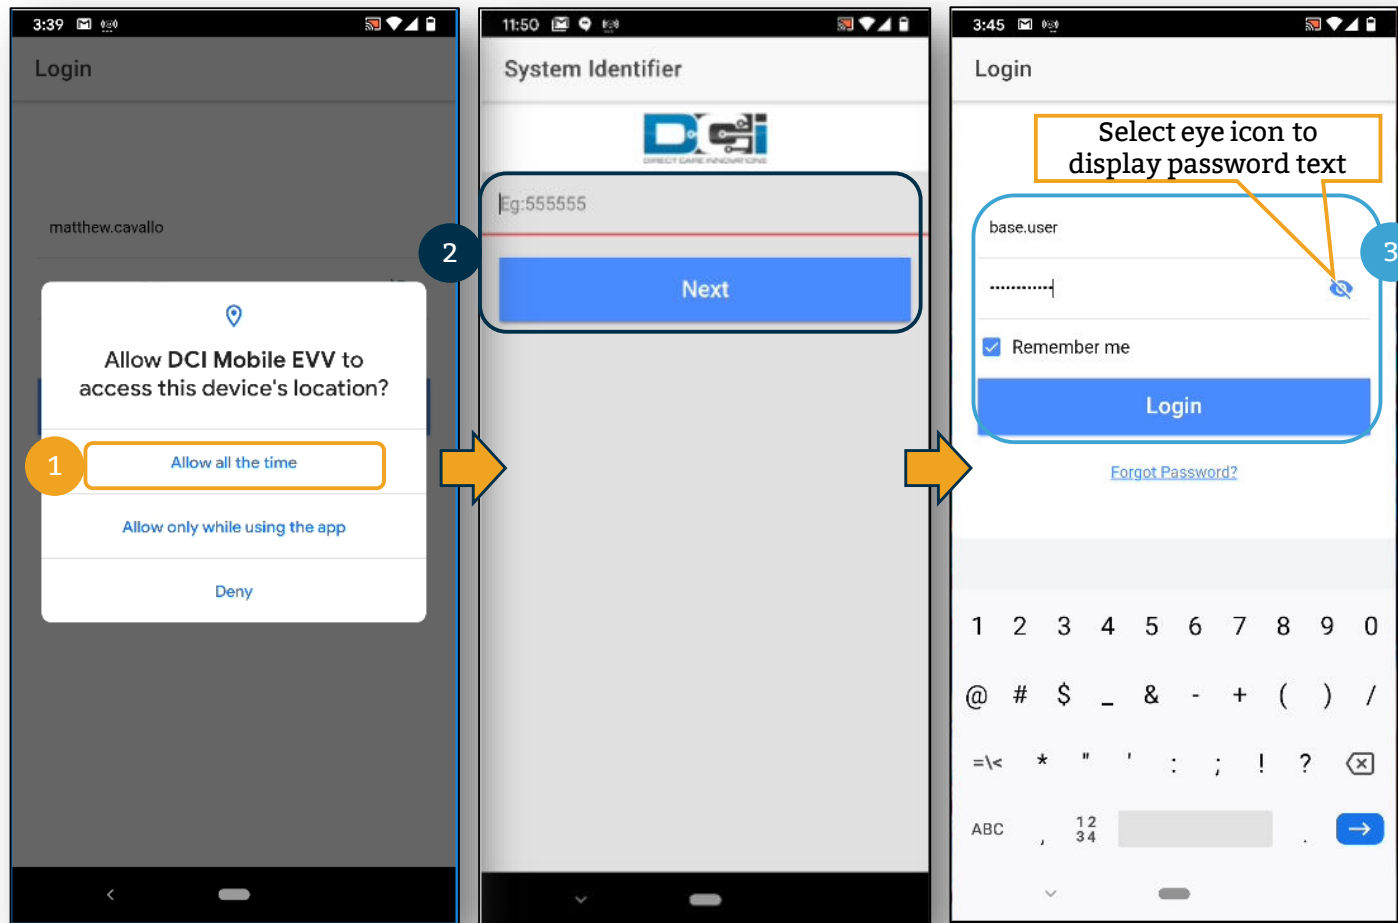 3:39
Login
matthew.cavallo
Allow DCI Mobile EVV to
access this device's location?
1
Allow all the time
Allow only while using the app
Deny
11:50
System Identifier
DCi
DIRECT CARE INNOVATIONS
Eg:555555
2
Next
3:45
Login
Select eye icon to
display password text
base.user
3
••••••••••••
Remember me
Login
Forgot Password?
1 2 3 4 5 6 7 8 9 0
@ # $ _ & - + ( ) /
=\< * " ' : ; ! ?
ABC , 12 34 .